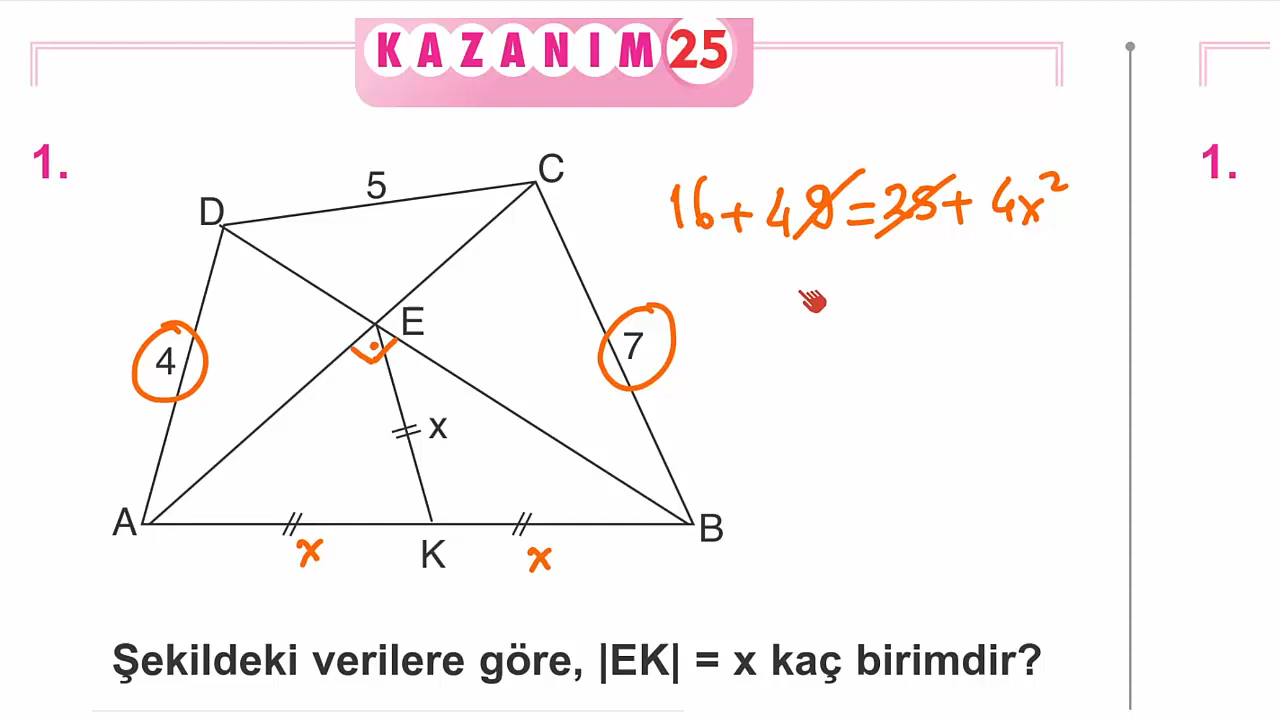 KAZANIM 25
1.
1.
D
5
C
16 + 49 = 25 + 4x²
E
4
7
x
A
K
B
x
x
Şekildeki verilere göre, |EK| = x kaç birimdir?